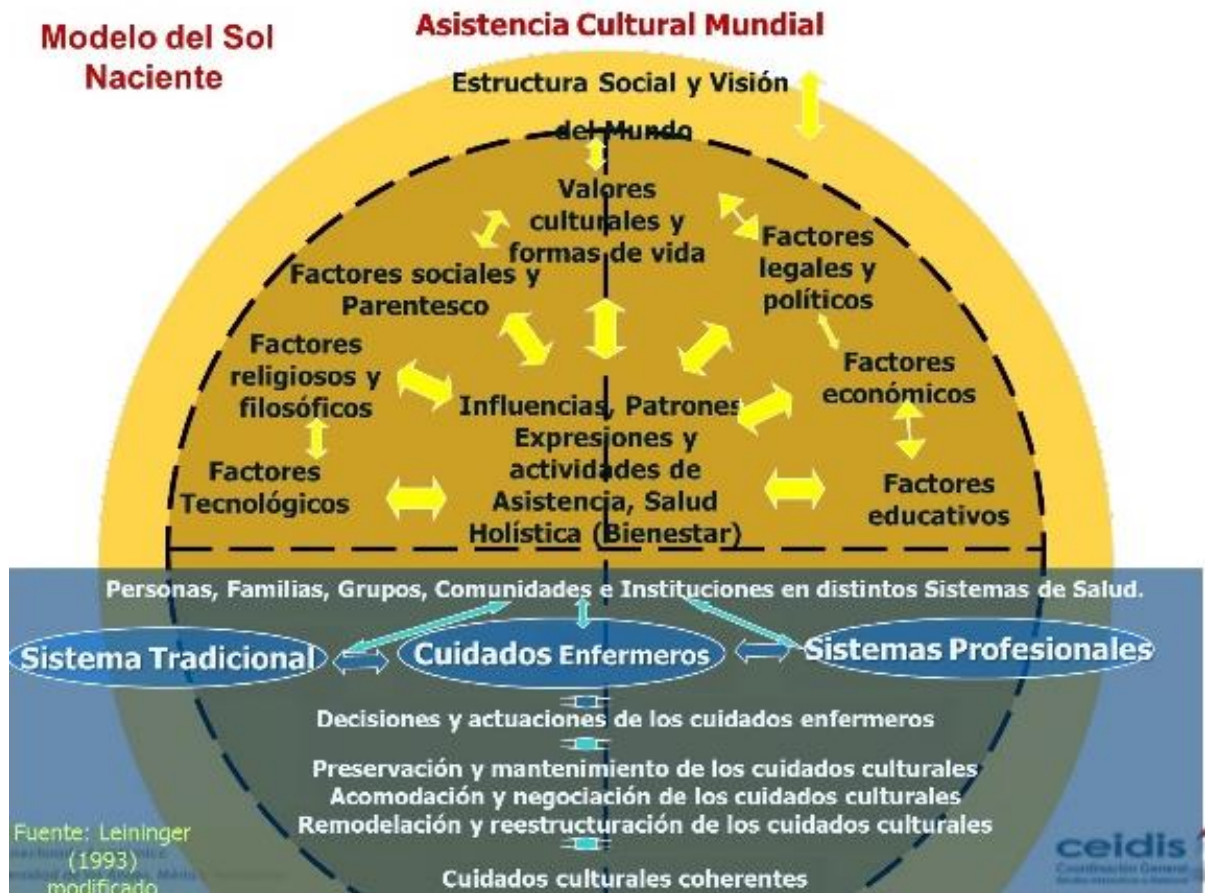 Modelo del Sol
Naciente
Asistencia Cultural Mundial
Estructura Social y Visión
del Mundo
Valores
culturales y
formas de vida
Factores
legales y
políticos
Factores sociales y
Parentesco
Factores
religiosos y
filosóficos
Factores
económicos
Influencias, Patrones
Expresiones y
actividades de
Asistencia, Salud
Holística (Bienestar)
Factores
Tecnológicos
Factores
educativos
Personas, Familias, Grupos, Comunidades e Instituciones en distintos Sistemas de Salud.
Sistema Tradicional
Cuidados Enfermeros
Sistemas Profesionales
Decisiones y actuaciones de los cuidados enfermeros
Preservación y mantenimiento de los cuidados culturales
Acomodación y negociación de los cuidados culturales
Remodelación y reestructuración de los cuidados culturales
Cuidados culturales coherentes
Fuente: Leininger
(1993)
modificado
ceidis
Coordinación General